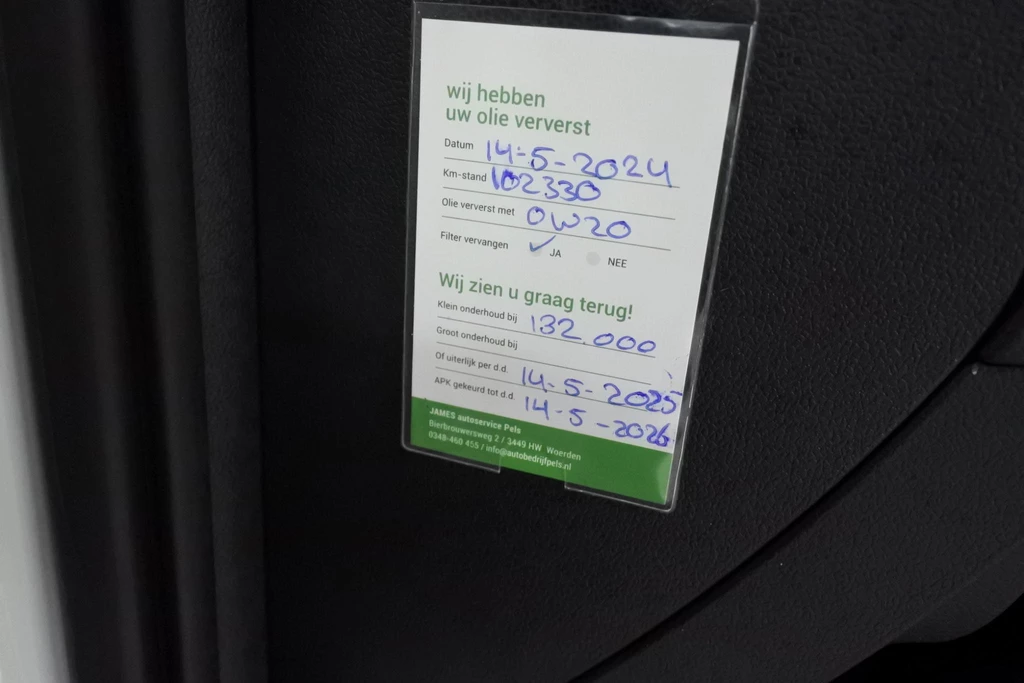 wij hebben
uw olie ververst
Datum 14-5-2024
Km-stand 102330
Olie ververst met 0W20
Filter vervangen JA NEE
Wij zien u graag terug!
Klein onderhoud bij 132.000
Groot onderhoud bij
Of uiterlijk per d.d. 14-5-2025
APK gekeurd tot d.d. 14-5-2026
JAMES autoservice Pels
Bierbrouwersweg 2 / 3449 HW Woerden
0348-460 455 / info@autobedrijfpels.nl